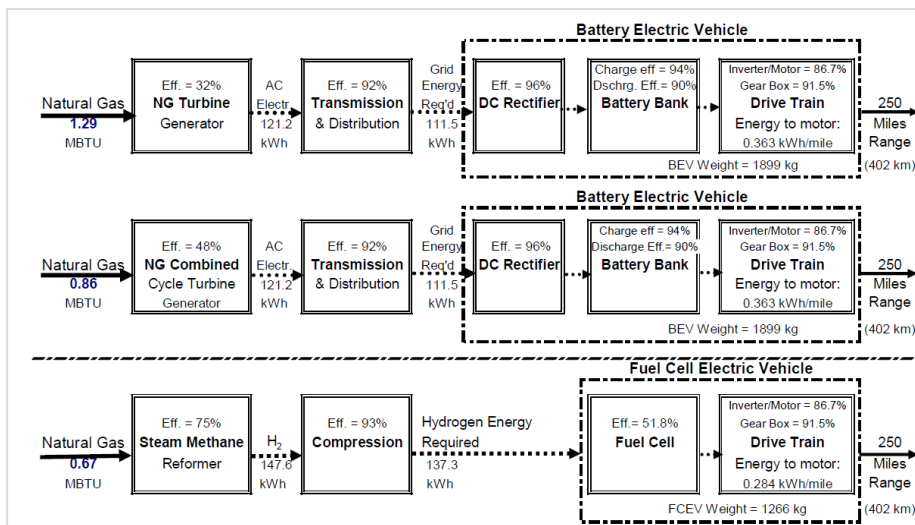 Battery Electric Vehicle
Natural Gas
1.29
MBTU
Eff. = 32%
NG Turbine
Generator
AC
Electr.
121.2
kWh
Eff. = 92%
Transmission
& Distribution
Grid
Energy
Req'd
111.5
kWh
Eff. = 96%
DC Rectifier
Charge eff = 94%
Dschrg. Eff.= 90%
Battery Bank
Inverter/Motor = 86.7%
Gear Box = 91.5%
Drive Train
Energy to motor:
0.363 kWh/mile
BEV Weight = 1899 kg
250
Miles
Range
(402 km)
Battery Electric Vehicle
Natural Gas
0.86
MBTU
Eff. = 48%
NG Combined
Cycle Turbine
Generator
AC
Electr.
121.2
kWh
Eff. = 92%
Transmission
& Distribution
Grid
Energy
Req'd
111.5
kWh
Eff. = 96%
DC Rectifier
Charge eff = 94%
Discharge Eff.= 90%
Battery Bank
Inverter/Motor = 86.7%
Gear Box = 91.5%
Drive Train
Energy to motor:
0.363 kWh/mile
BEV Weight = 1899 kg
250
Miles
Range
(402 km)
Fuel Cell Electric Vehicle
Natural Gas
0.67
MBTU
Eff. = 75%
Steam Methane
Reformer
H2
147.6
kWh
Eff. = 93%
Compression
Hydrogen Energy
Required
137.3
kWh
Eff.= 51.8%
Fuel Cell
Inverter/Motor = 86.7%
Gear Box = 91.5%
Drive Train
Energy to motor:
0.284 kWh/mile
FCEV Weight = 1266 kg
250
Miles
Range
(402 km)